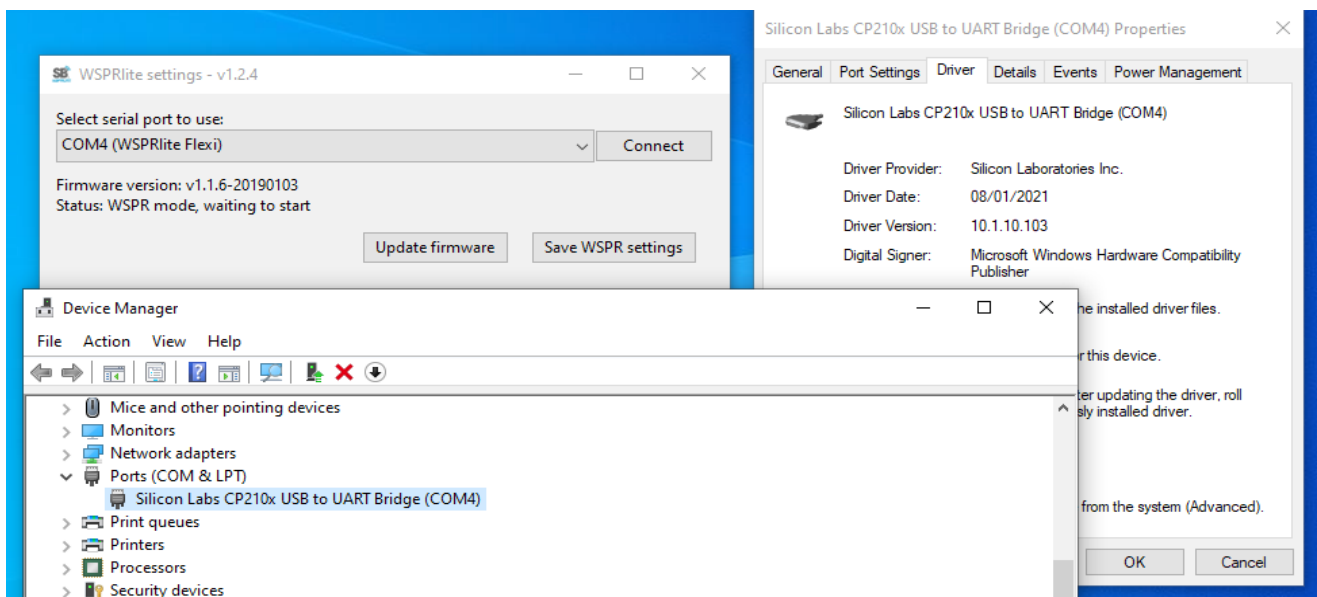 WSPRlite settings - v1.2.4
Select serial port to use:
COM4 (WSPRlite Flexi)
Connect
Firmware version: v1.1.6-20190103
Status: WSPR mode, waiting to start
Update firmware
Save WSPR settings
Silicon Labs CP210x USB to UART Bridge (COM4) Properties
General Port Settings Driver Details Events Power Management
Silicon Labs CP210x USB to UART Bridge (COM4)
Driver Provider: Silicon Laboratories Inc.
Driver Date: 08/01/2021
Driver Version: 10.1.10.103
Digital Signer: Microsoft Windows Hardware Compatibility
Publisher
he installed driver files.
r this device.
ter updating the driver, roll
sly installed driver.
from the system (Advanced).
OK Cancel
Device Manager
File Action View Help
Mice and other pointing devices
Monitors
Network adapters
Ports (COM & LPT)
Silicon Labs CP210x USB to UART Bridge (COM4)
Print queues
Printers
Processors
Security devices